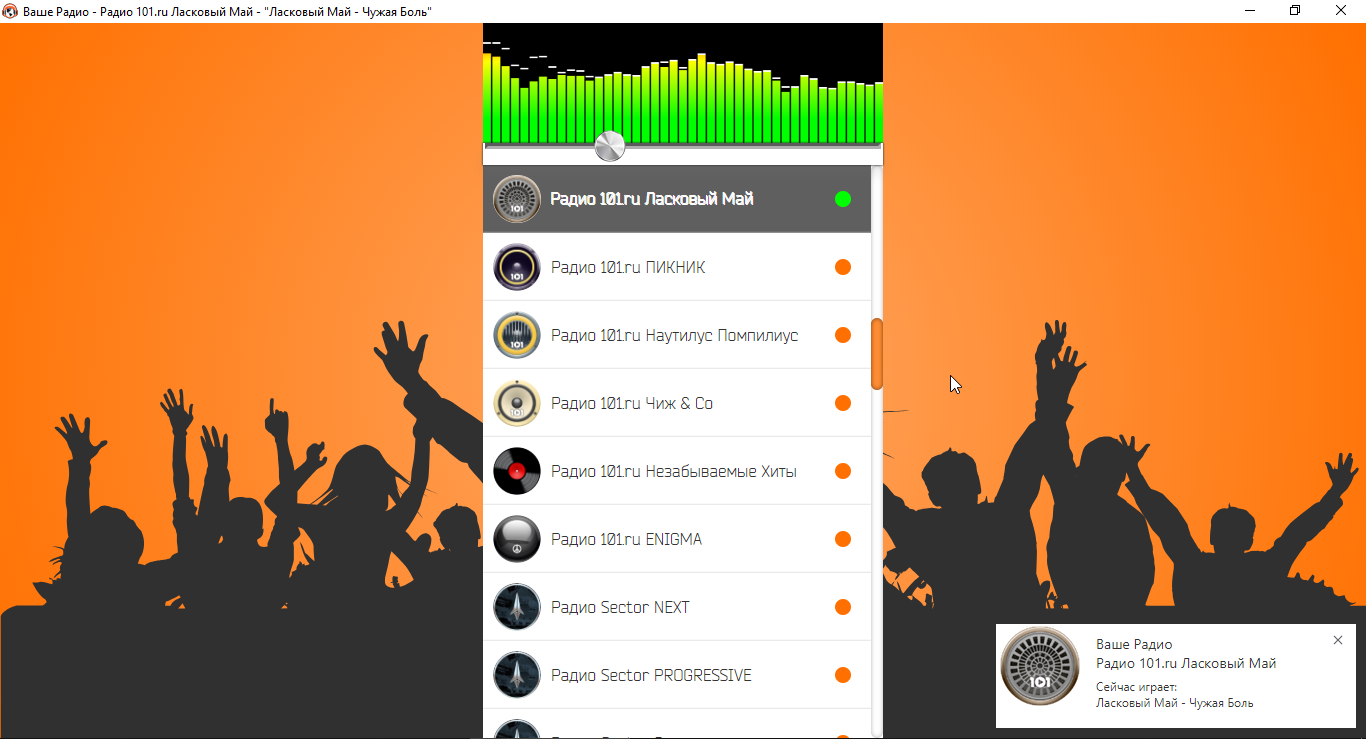 Ваше Радио - Радио 101.ru Ласковый Май - "Ласковый Май - Чужая Боль"
101
Радио 101.ru Ласковый Май
101
Радио 101.ru ПИКНИК
101
Радио 101.ru Наутилус Помпилиус
101
Радио 101.ru Чиж & Co
Радио 101.ru Незабываемые Хиты
Радио 101.ru ENIGMA
Радио Sector NEXT
Радио Sector PROGRESSIVE
101
Ваше Радио
Радио 101.ru Ласковый Май
Сейчас играет:
Ласковый Май - Чужая Боль